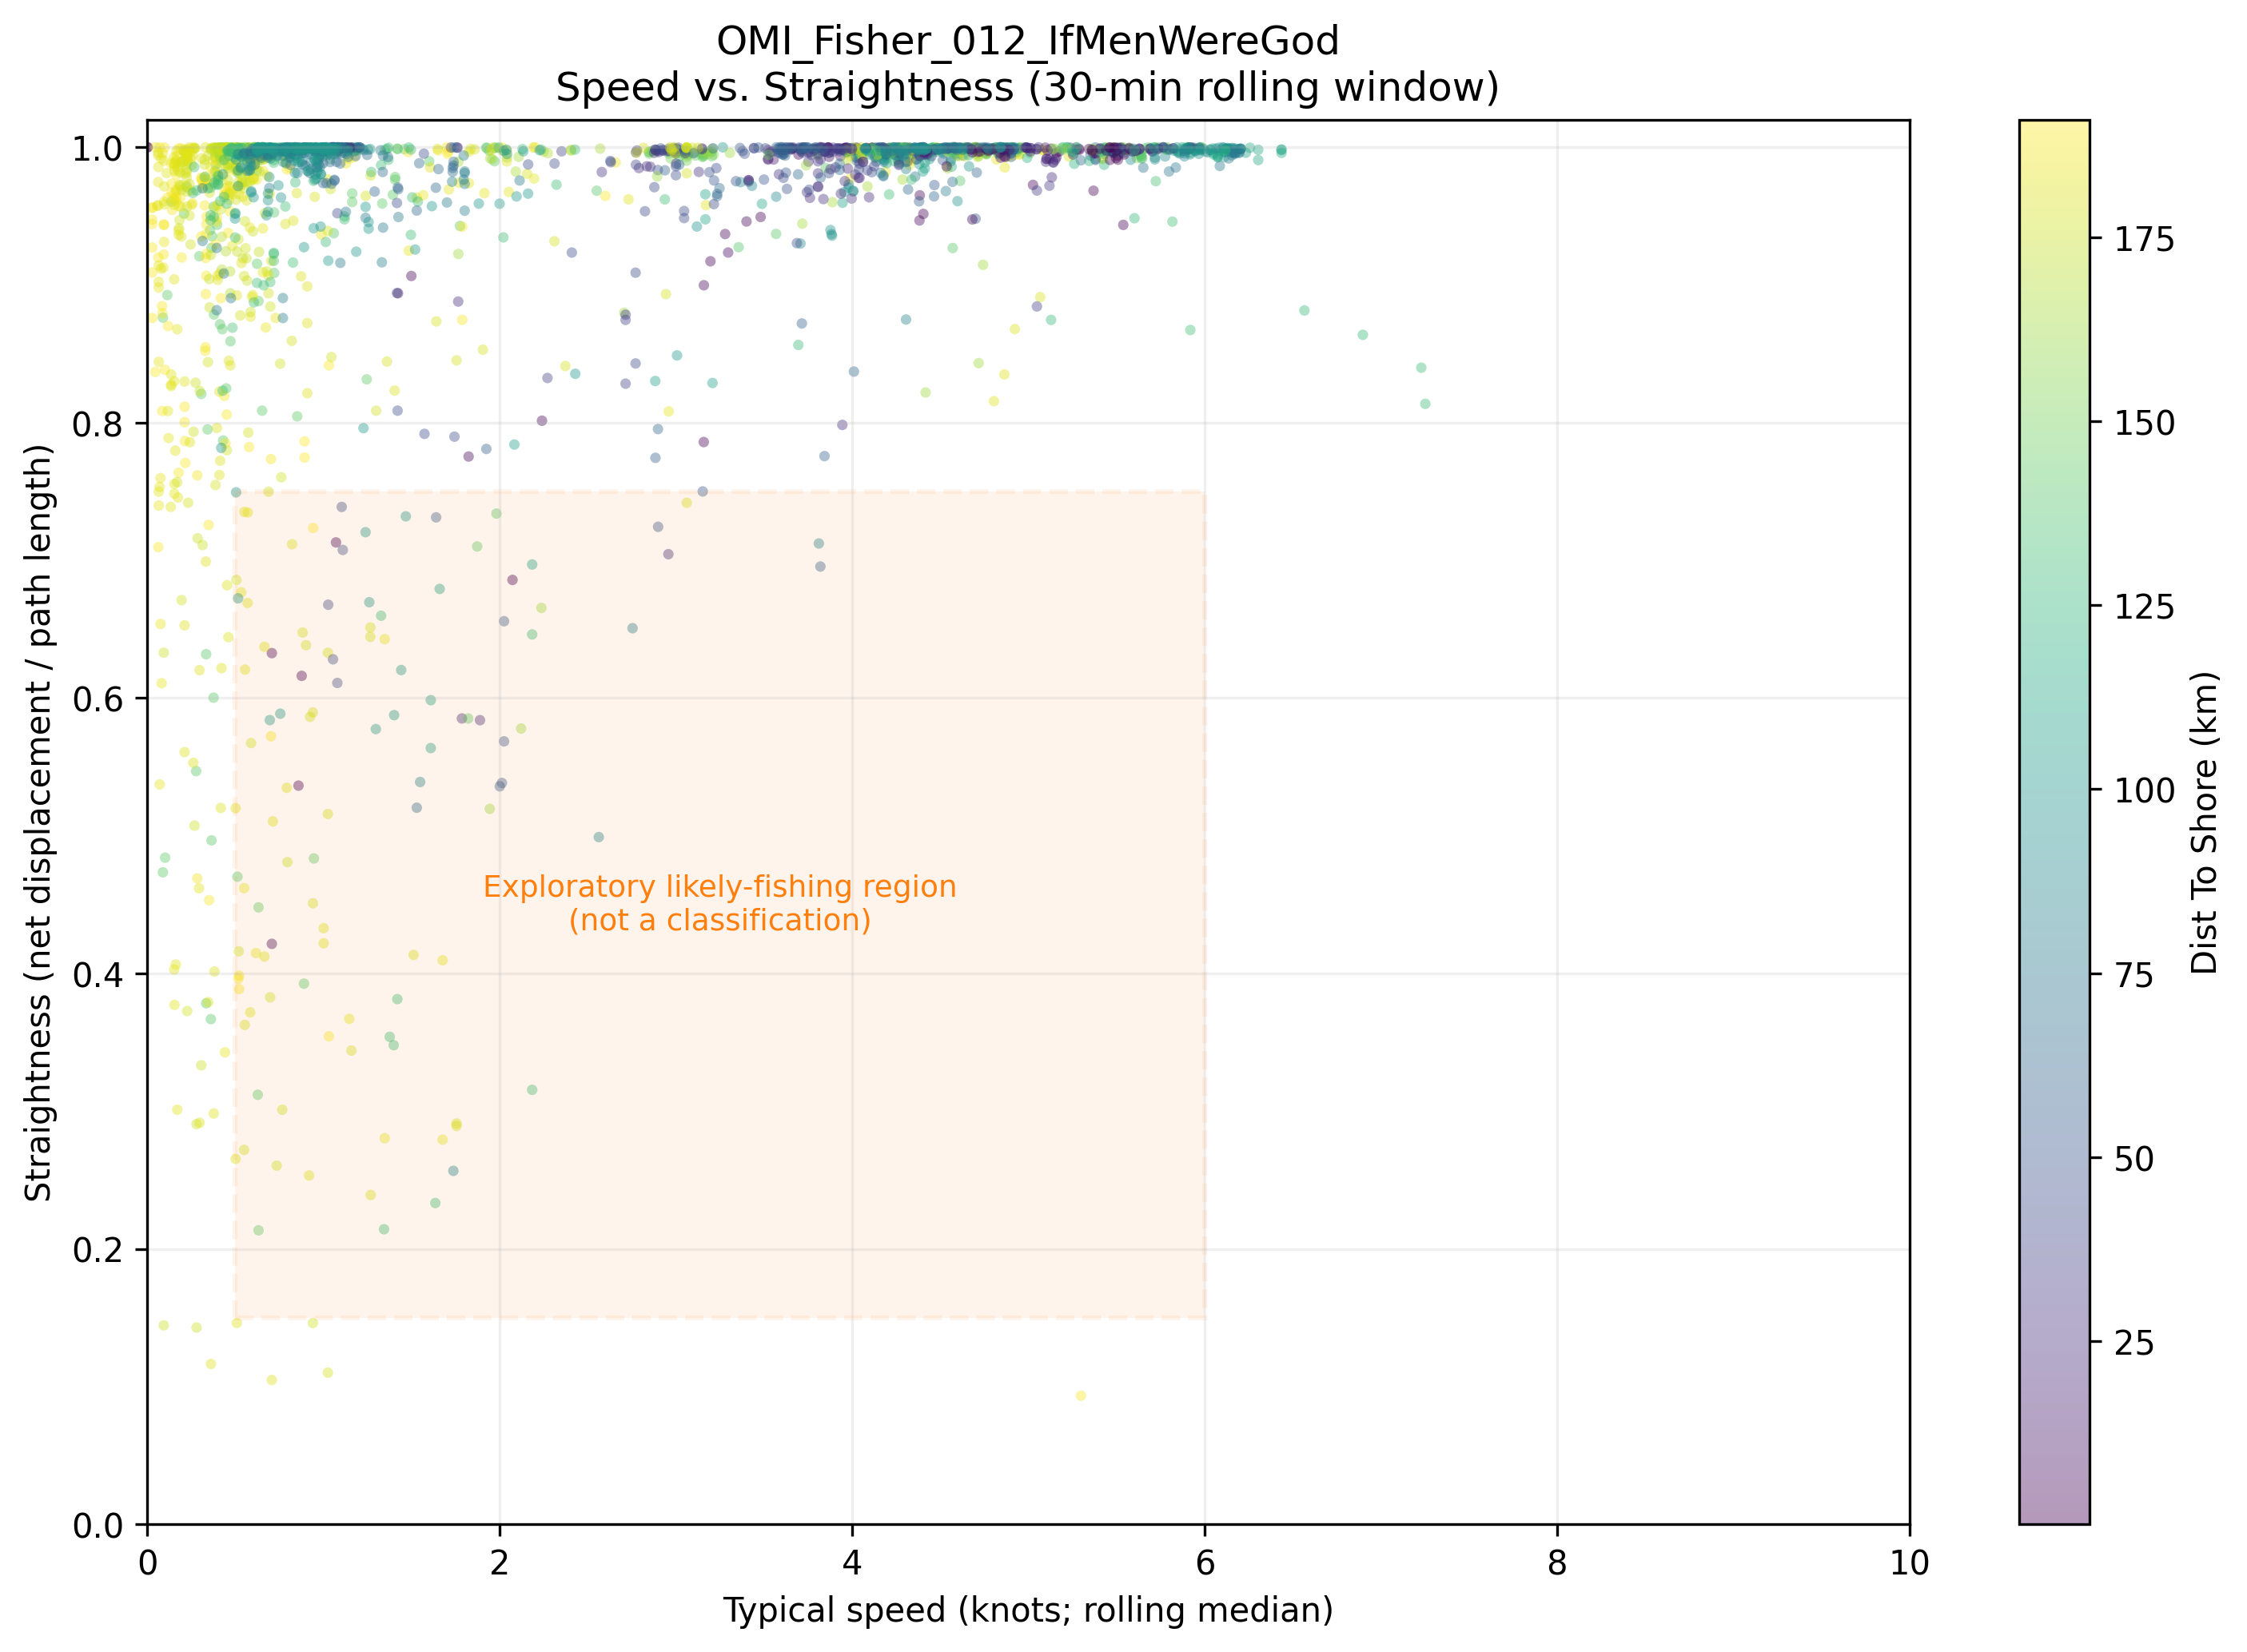 OMI_Fisher_012_IfMenWereGod
Speed vs. Straightness (30-min rolling window)
Straightness (net displacement / path length)
1.0
0.8
0.6
0.4
0.2
0.0
Exploratory likely-fishing region
(not a classification)
0
2
4
6
8
10
Typical speed (knots; rolling median)
175
150
125
100
75
50
25
Dist To Shore (km)